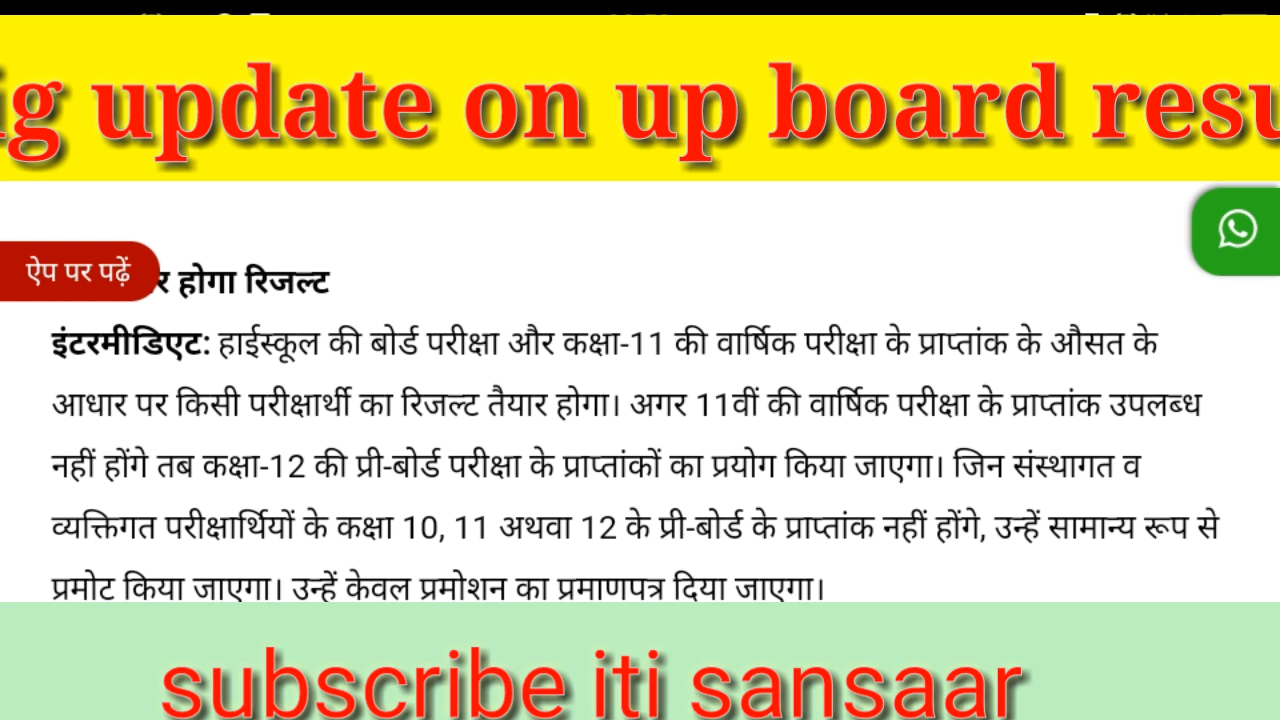 ig update on up board resu
ऐप पर पढ़ें
र होगा रिजल्ट
इंटरमीडिएट: हाईस्कूल की बोर्ड परीक्षा और कक्षा-11 की वार्षिक परीक्षा के प्राप्तांक के औसत के
आधार पर किसी परीक्षार्थी का रिजल्ट तैयार होगा। अगर 11वीं की वार्षिक परीक्षा के प्राप्तांक उपलब्ध
नहीं होंगे तब कक्षा-12 की प्री-बोर्ड परीक्षा के प्राप्तांकों का प्रयोग किया जाएगा। जिन संस्थागत व
व्यक्तिगत परीक्षार्थियों के कक्षा 10, 11 अथवा 12 के प्री-बोर्ड के प्राप्तांक नहीं होंगे, उन्हें सामान्य रूप से
प्रमोट किया जाएगा। उन्हें केवल प्रमोशन का प्रमाणपत्र दिया जाएगा।
subscribe iti sansaar